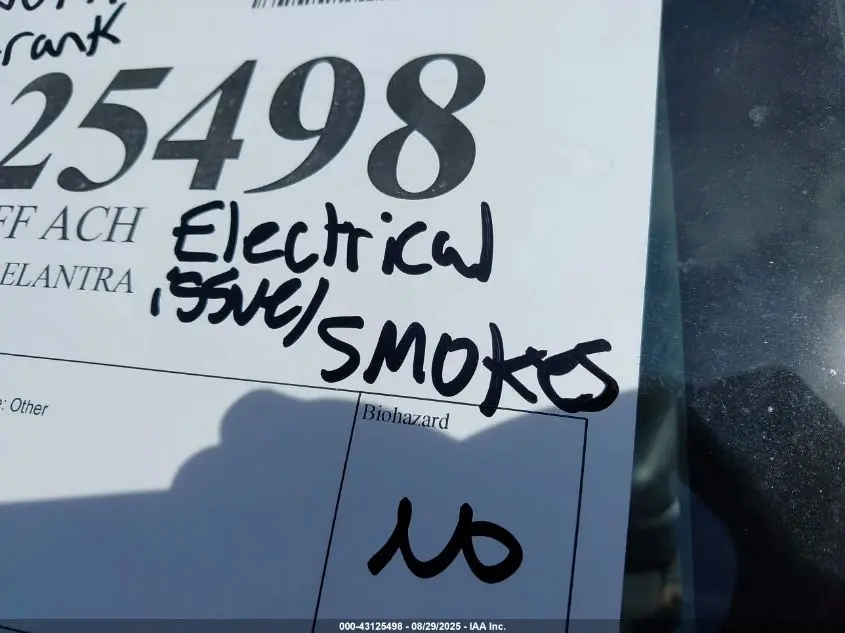 crank
25498
FF ACH
Electrical
ELANTRA
issue/
SMOKES
e: Other
Biohazard
NO
000-43125498 - 08/29/2025 - IAA Inc.